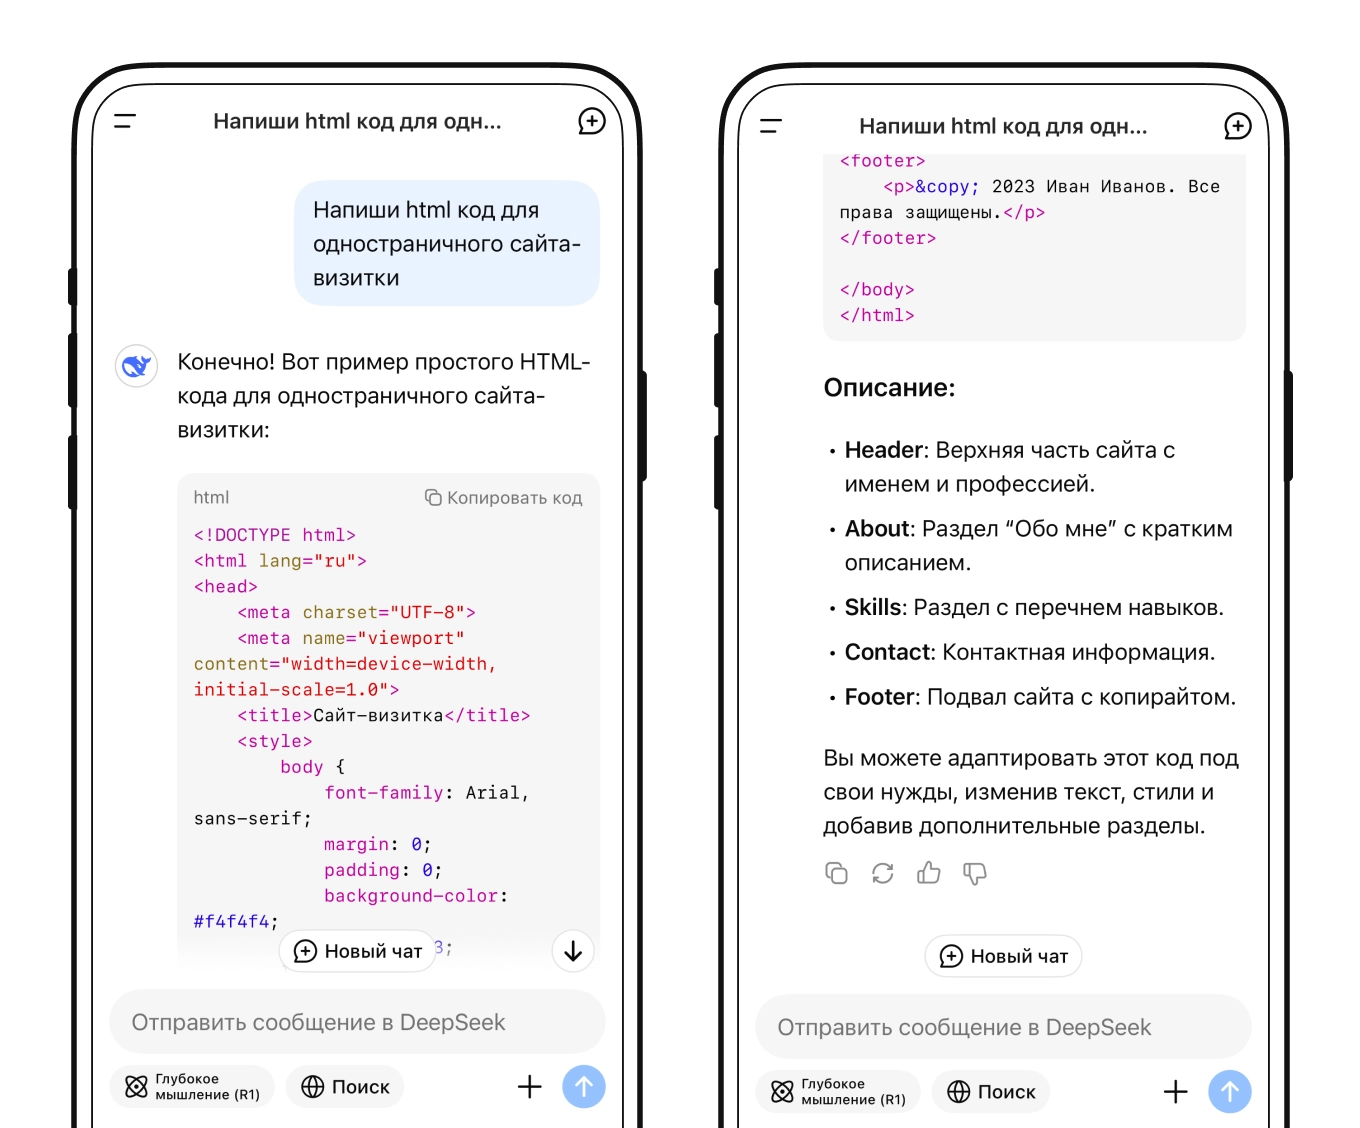 Напиши html код для одн...
Напиши html код для
одностраничного сайта-
визитки
Конечно! Вот пример простого HTML-
кода для одностраничного сайта-
визитки:
html
Копировать код
<!DOCTYPE html>
<html lang="ru">
<head>
    <meta charset="UTF-8">
    <meta name="viewport"
content="width=device-width,
initial-scale=1.0">
    <title>Сайт-визитка</title>
    <style>
        body {
            font-family: Arial,
sans-serif;
            margin: 0;
            padding: 0;
            background-color:
#f4f4f4;
3;
Новый чат
Отправить сообщение в DeepSeek
Глубокое
мышление (R1)
Поиск
Напиши html код для одн...
<footer>
    <p>&copy; 2023 Иван Иванов. Все
права защищены.</p>
</footer>
</body>
</html>
Описание:
• Header: Верхняя часть сайта с
именем и профессией.
• About: Раздел “Обо мне” с кратким
описанием.
• Skills: Раздел с перечнем навыков.
• Contact: Контактная информация.
• Footer: Подвал сайта с копирайтом.
Вы можете адаптировать этот код под
свои нужды, изменив текст, стили и
добавив дополнительные разделы.
Новый чат
Отправить сообщение в DeepSeek
Глубокое
мышление (R1)
Поиск